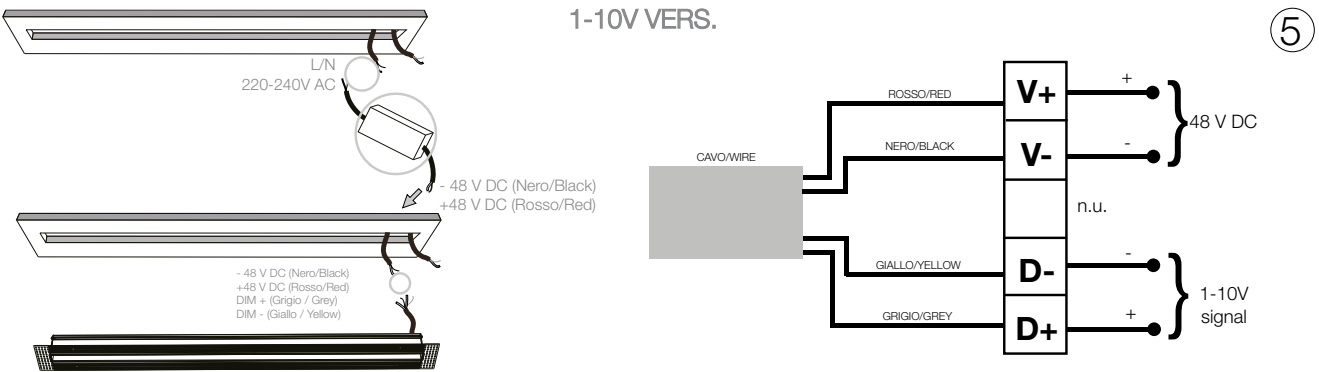 1-10V VERS.
5
L/N
220-240V AC
- 48 V DC (Nero/Black)
+48 V DC (Rosso/Red)
- 48 V DC (Nero/Black)
+48 V DC (Rosso/Red)
DIM + (Grigio / Grey)
DIM - (Giallo / Yellow)
CAVO/WIRE
ROSSO/RED
NERO/BLACK
GIALLO/YELLOW
GRIGIO/GREY
V+
V-
n.u.
D-
D+
+
-
48 V DC
-
+
1-10V
signal